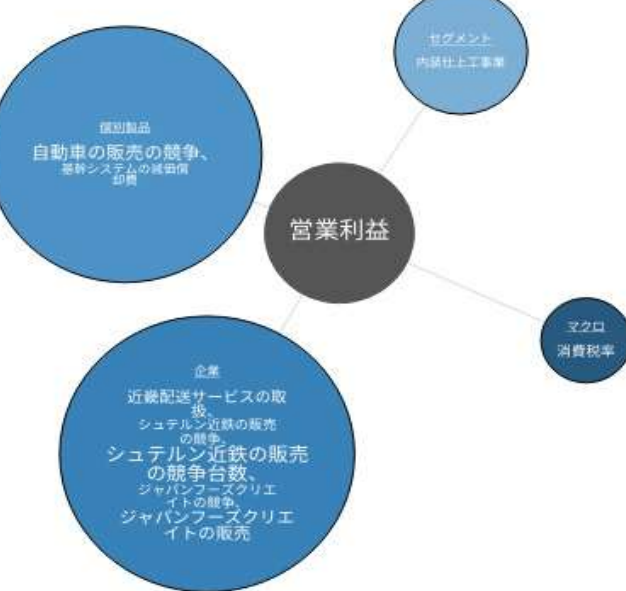 セグメント
内装仕上工事業
個別製品
自動車の販売の競争、
基幹システムの減価償
却費
営業利益
マクロ
消費税率
企業
近畿配送サービスの取
扱、
シュテルン近鉄の販売
の競争、
シュテルン近鉄の販売
の競争台数、
ジャパンフーズクリエ
イトの競争、
ジャパンフーズクリエ
イトの販売